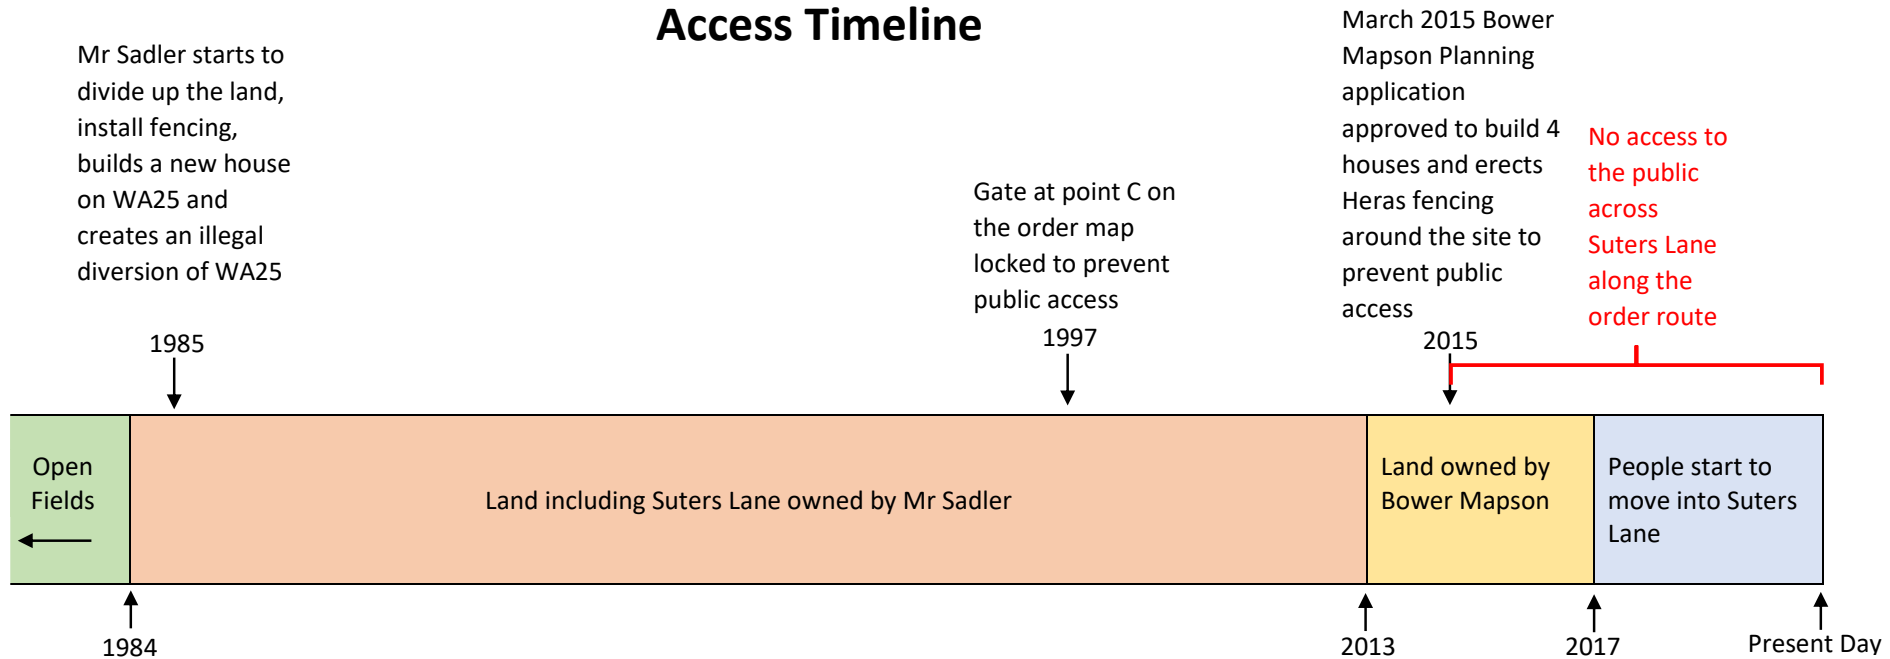 Access Timeline
Mr Sadler starts to
divide up the land,
install fencing,
builds a new house
on WA25 and
creates an illegal
diversion of WA25
1985
Gate at point C on
the order map
locked to prevent
public access
1997
March 2015 Bower
Mapson Planning
application
approved to build 4
houses and erects
Heras fencing
around the site to
prevent public
access
2015
No access to
the public
across
Suters Lane
along the
order route
Open
Fields
Land including Suters Lane owned by Mr Sadler
Land owned by
Bower Mapson
People start to
move into Suters
Lane
1984
2013
2017
Present Day